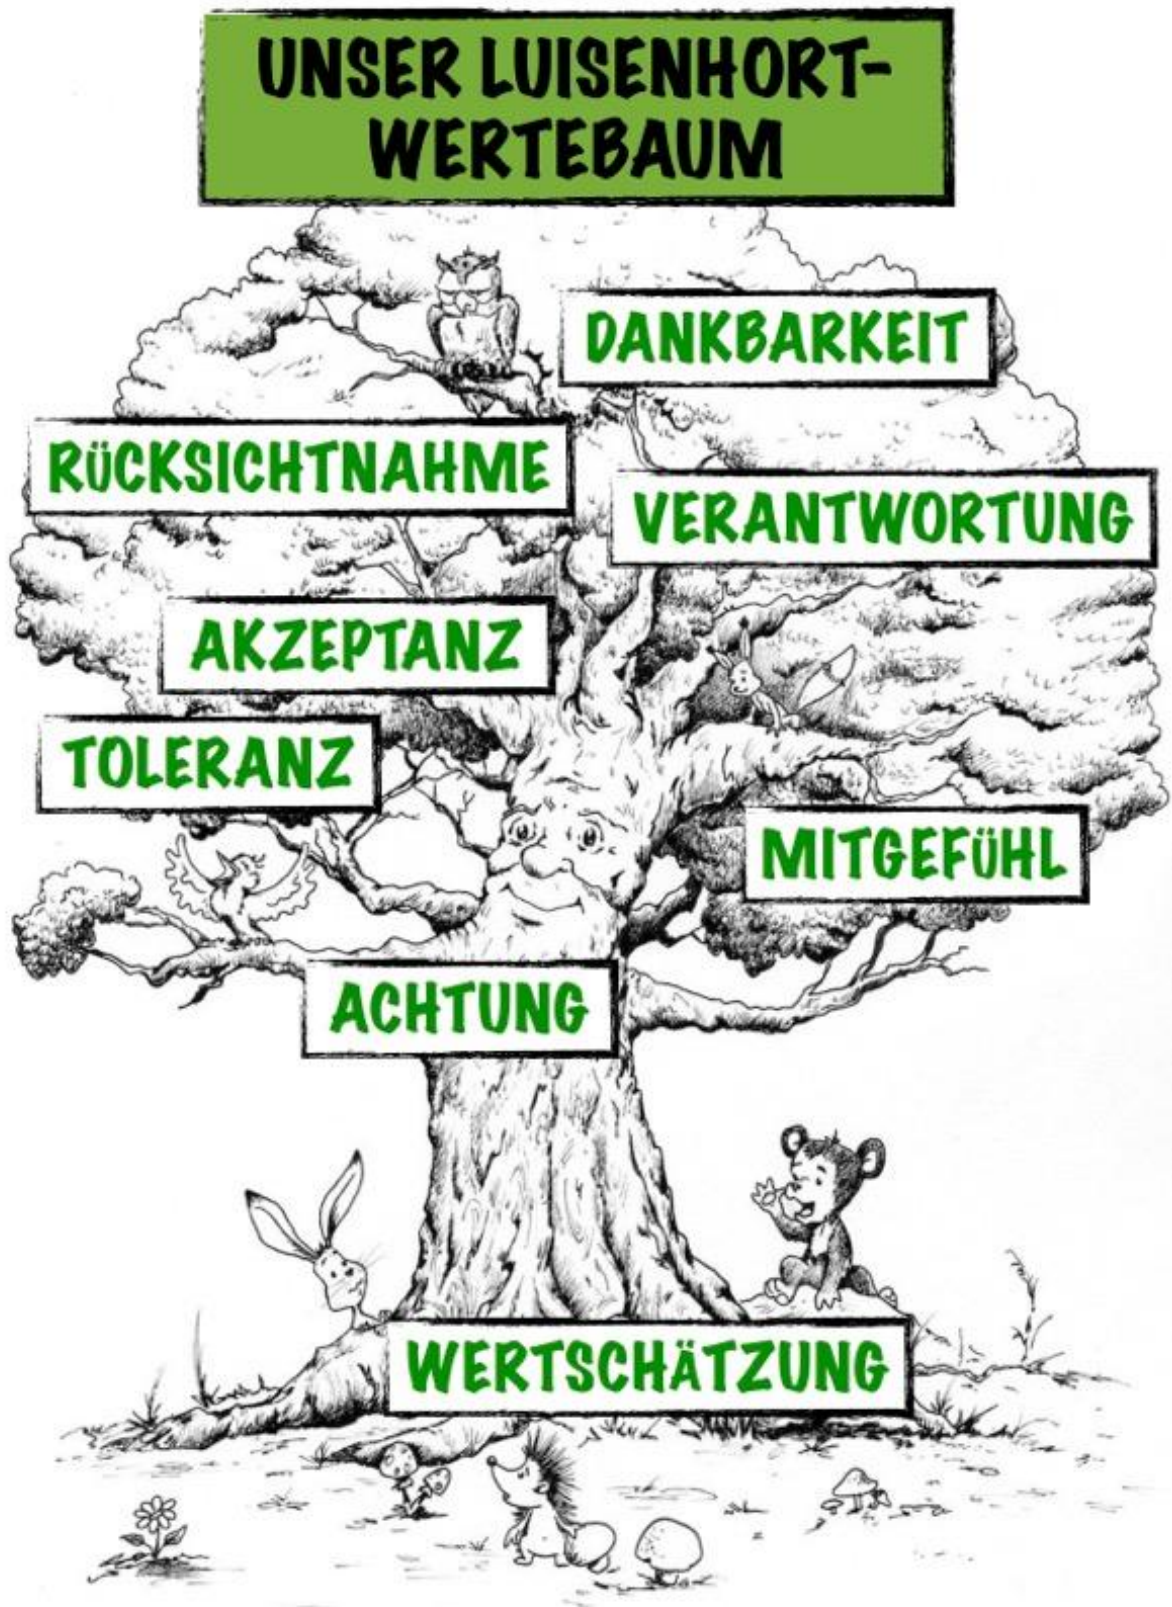 UNSER LUISENHORT-
WERTEBAUM
DANKBARKEIT
RÜCKSICHTNAHME
VERANTWORTUNG
AKZEPTANZ
TOLERANZ
MITGEFÜHL
ACHTUNG
WERTSCHÄTZUNG